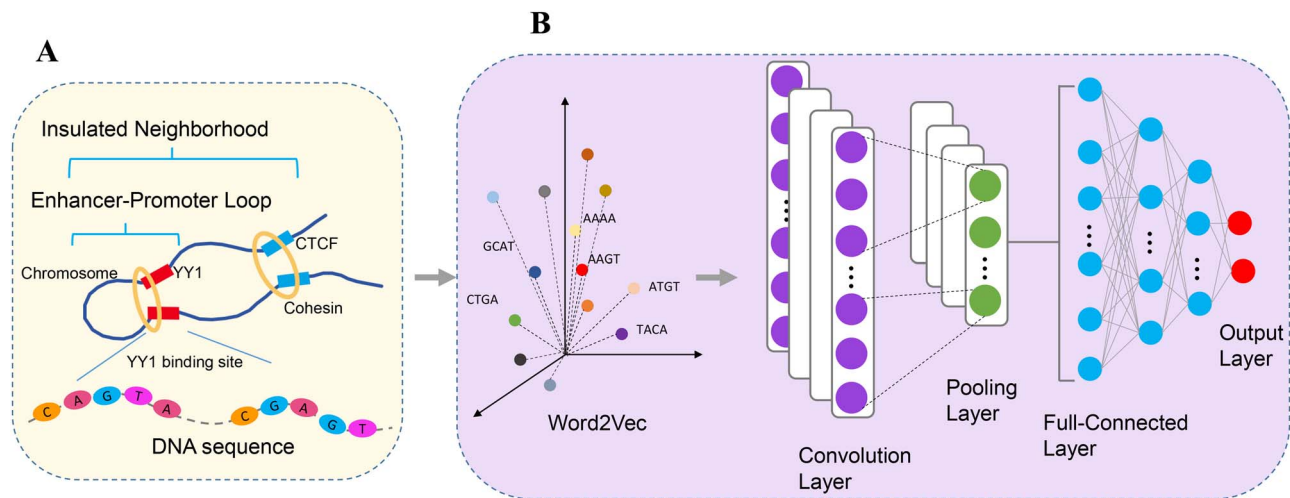 A
B
Insulated Neighborhood
Enhancer-Promoter Loop
CTCF
Chromosome
YY1
Cohesin
YY1 binding site
C A G T A C G A G T
DNA sequence
AAAA
GCAT
AAGT
CTGA
ATGT
TACA
Word2Vec
Convolution
Layer
Pooling
Layer
Full-Connected
Layer
Output
Layer